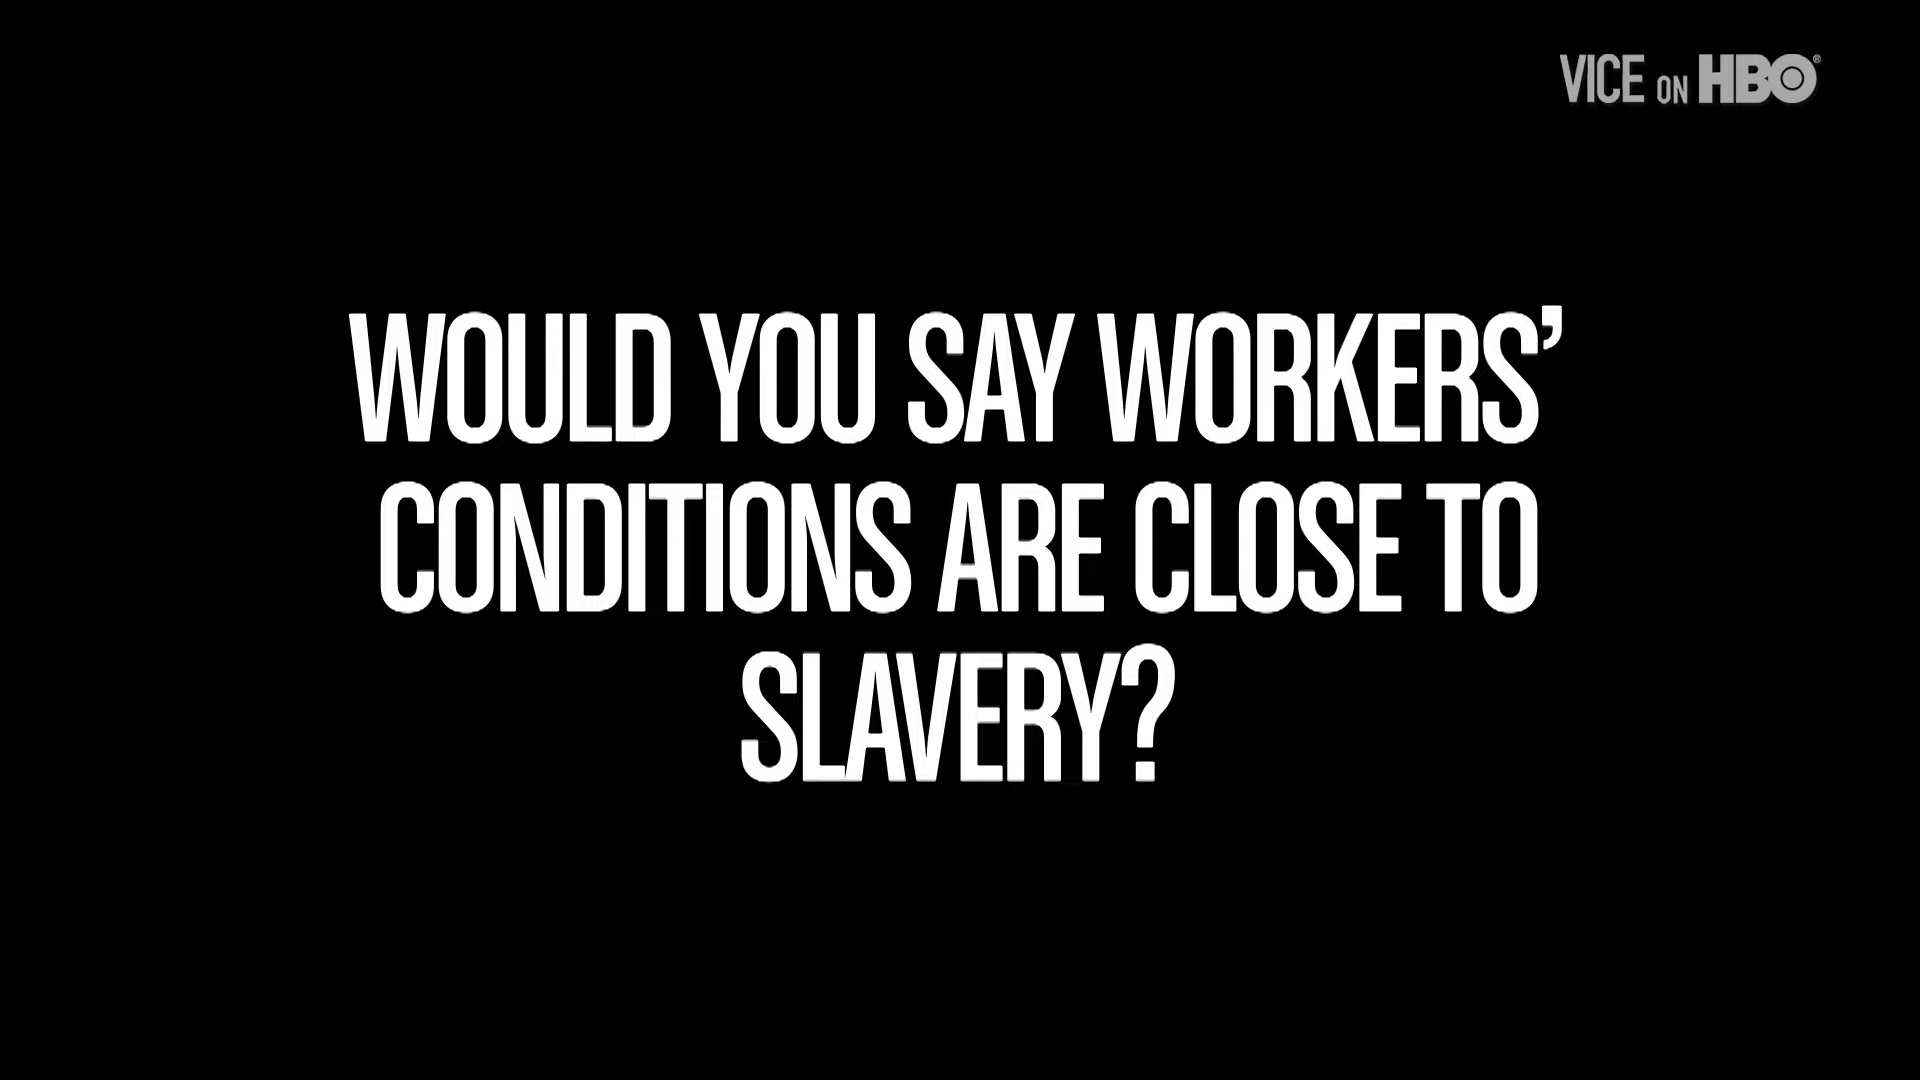 VICE ON HBO®
WOULD YOU SAY WORKERS’
CONDITIONS ARE CLOSE TO
SLAVERY?